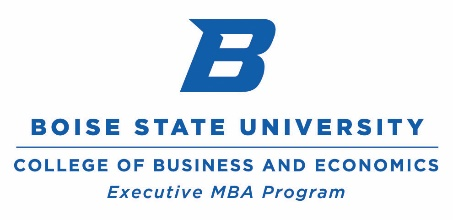 B
BOISE STATE UNIVERSITY
COLLEGE OF BUSINESS AND ECONOMICS
Executive MBA Program